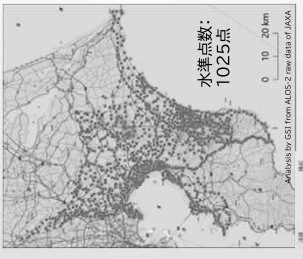 水準点数：
1025点
0 10 20 km
Analysis by GSI from ALOS-2 raw data of JAXA